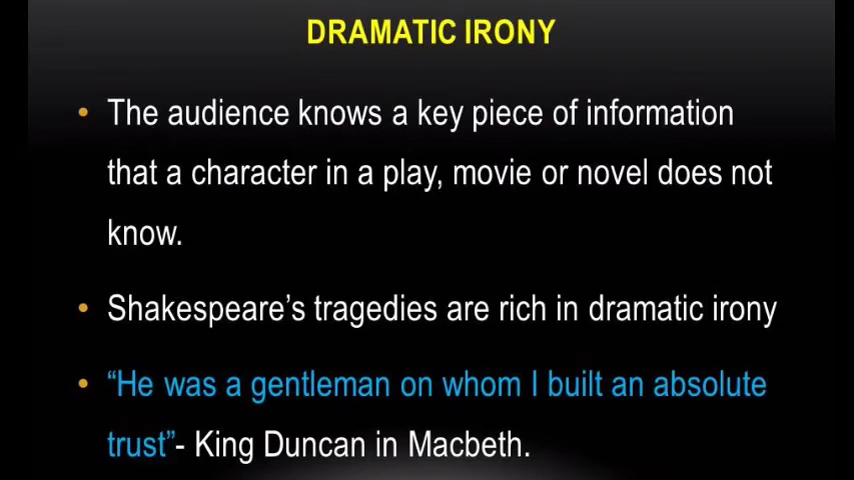 DRAMATIC IRONY
• The audience knows a key piece of information
that a character in a play, movie or novel does not
know.
• Shakespeare’s tragedies are rich in dramatic irony
• “He was a gentleman on whom I built an absolute
trust”- King Duncan in Macbeth.